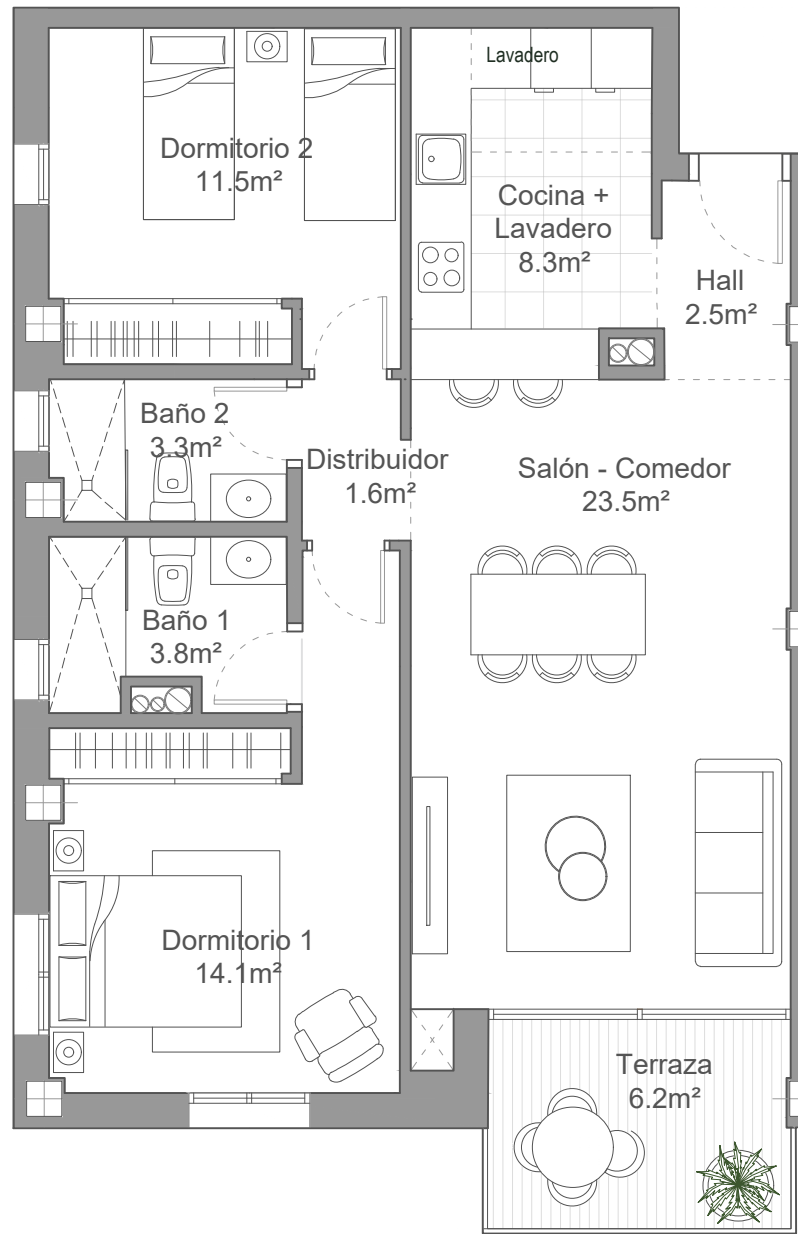 Lavadero
Dormitorio 2
11.5m²
Cocina +
Lavadero
8.3m²
Hall
2.5m²
Baño 2
3.3m²
Distribuidor
1.6m²
Salón - Comedor
23.5m²
Baño 1
3.8m²
Dormitorio 1
14.1m²
Terraza
6.2m²